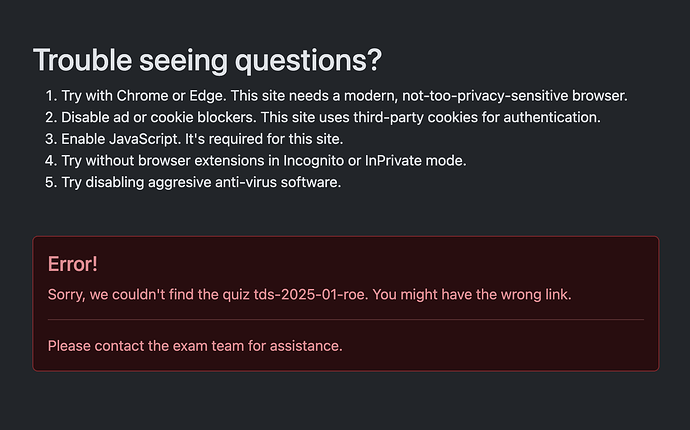 Trouble seeing questions?
1. Try with Chrome or Edge. This site needs a modern, not-too-privacy-sensitive browser.
2. Disable ad or cookie blockers. This site uses third-party cookies for authentication.
3. Enable JavaScript. It's required for this site.
4. Try without browser extensions in Incognito or InPrivate mode.
5. Try disabling aggresive anti-virus software.
Error!
Sorry, we couldn't find the quiz tds-2025-01-roe. You might have the wrong link.
Please contact the exam team for assistance.